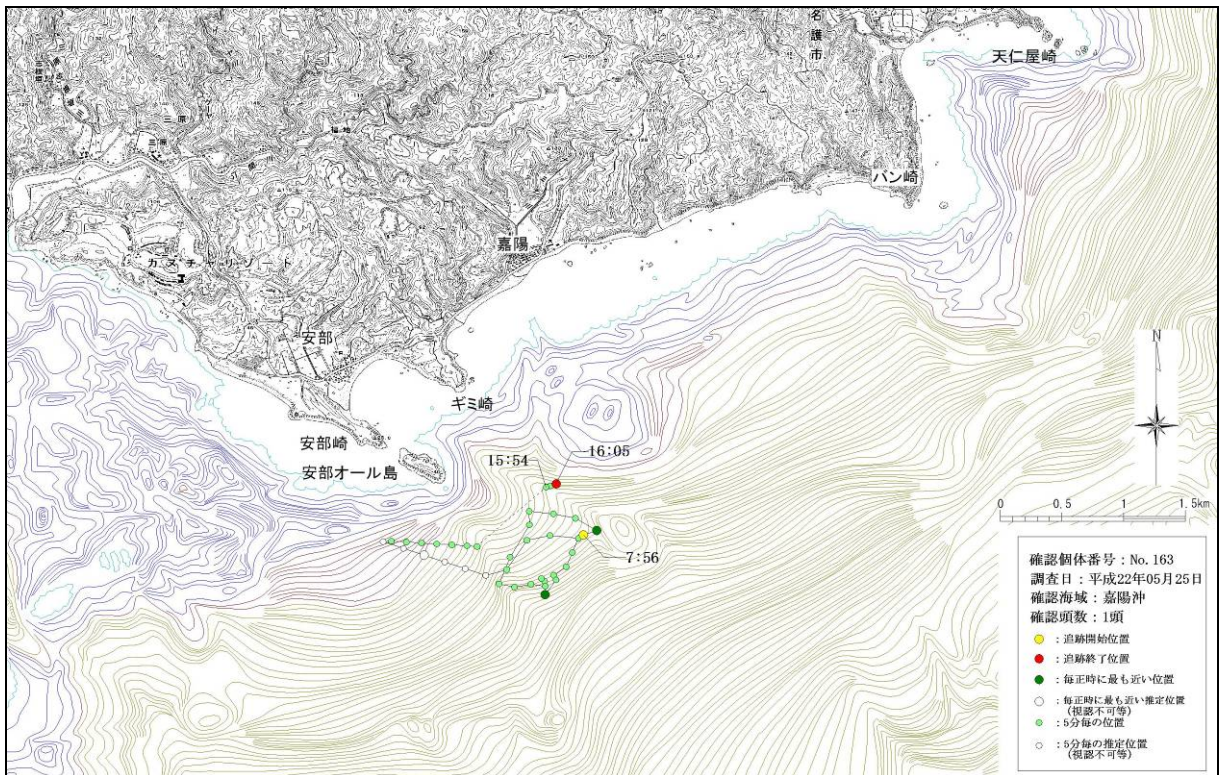 名護市
天仁屋崎
バン崎
三原
三原
福地
嘉陽
カヌチャリゾート
安部
ギミ崎
安部崎
安部オール島
15:54
16:05
7:56
N
0 0.5 1 1.5km
確認個体番号：No. 163
調査日：平成22年05月25日
確認海域：嘉陽沖
確認頭数：1頭
：追跡開始位置
：追跡終了位置
：毎正時に最も近い位置
：毎正時に最も近い推定位置
(視認不可等)
：5分毎の位置
：5分毎の推定位置
(視認不可等)